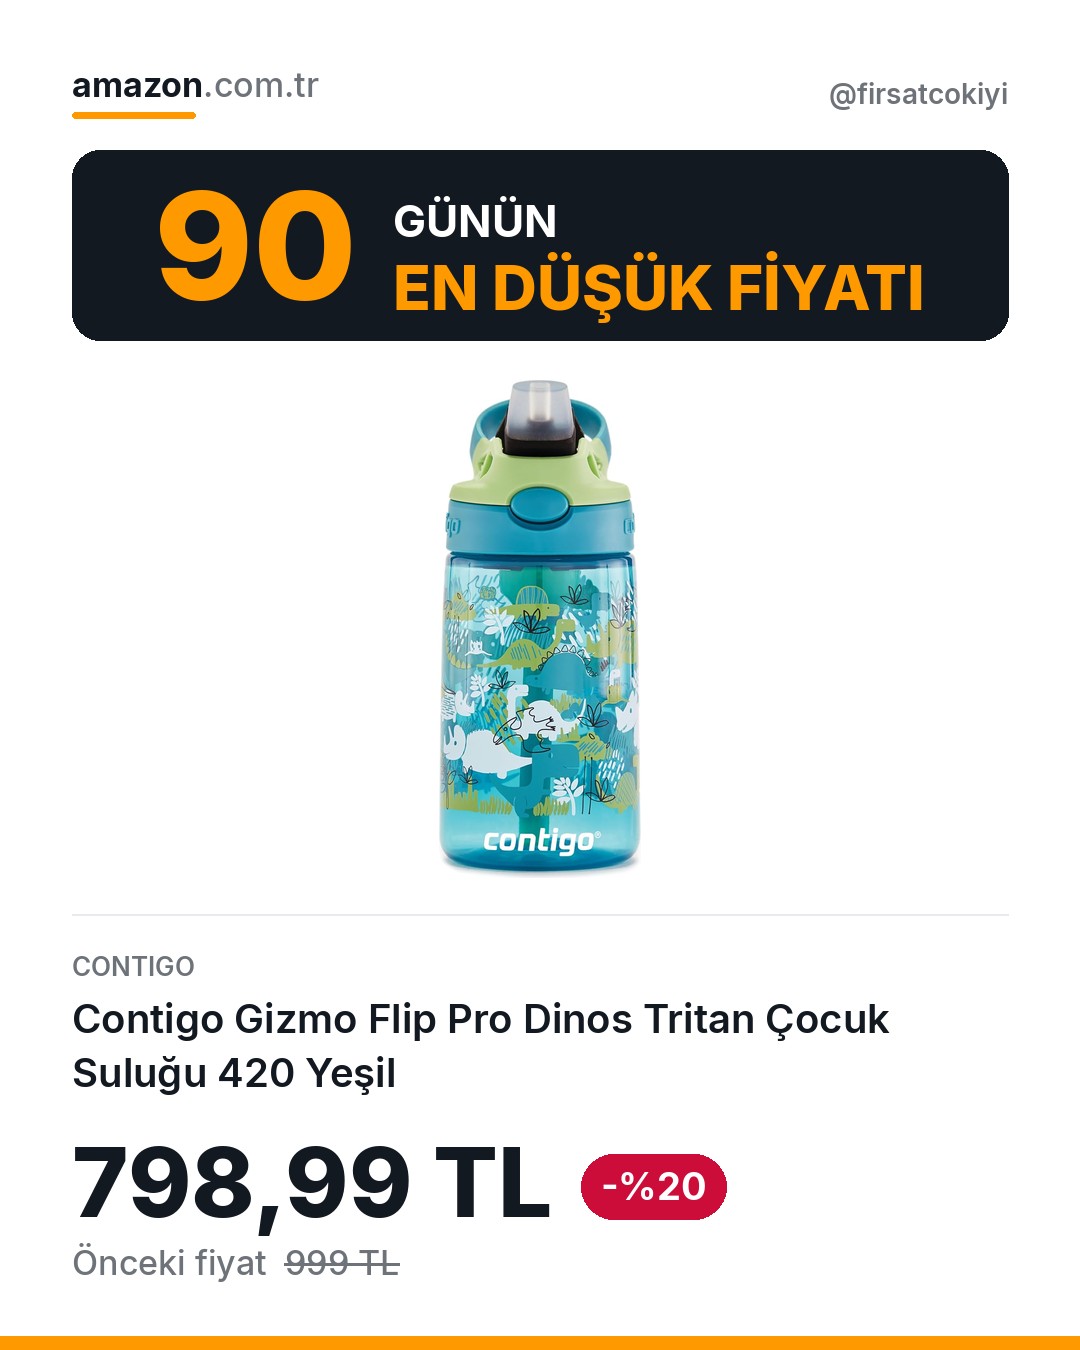 amazon.com.tr
@firsatcokiyi
90
GÜNÜN
EN DÜŞÜK FİYATI
contigo®
CONTIGO
Contigo Gizmo Flip Pro Dinos Tritan Çocuk
Suluğu 420 Yeşil
798,99 TL
-%20
Önceki fiyat 999 TL